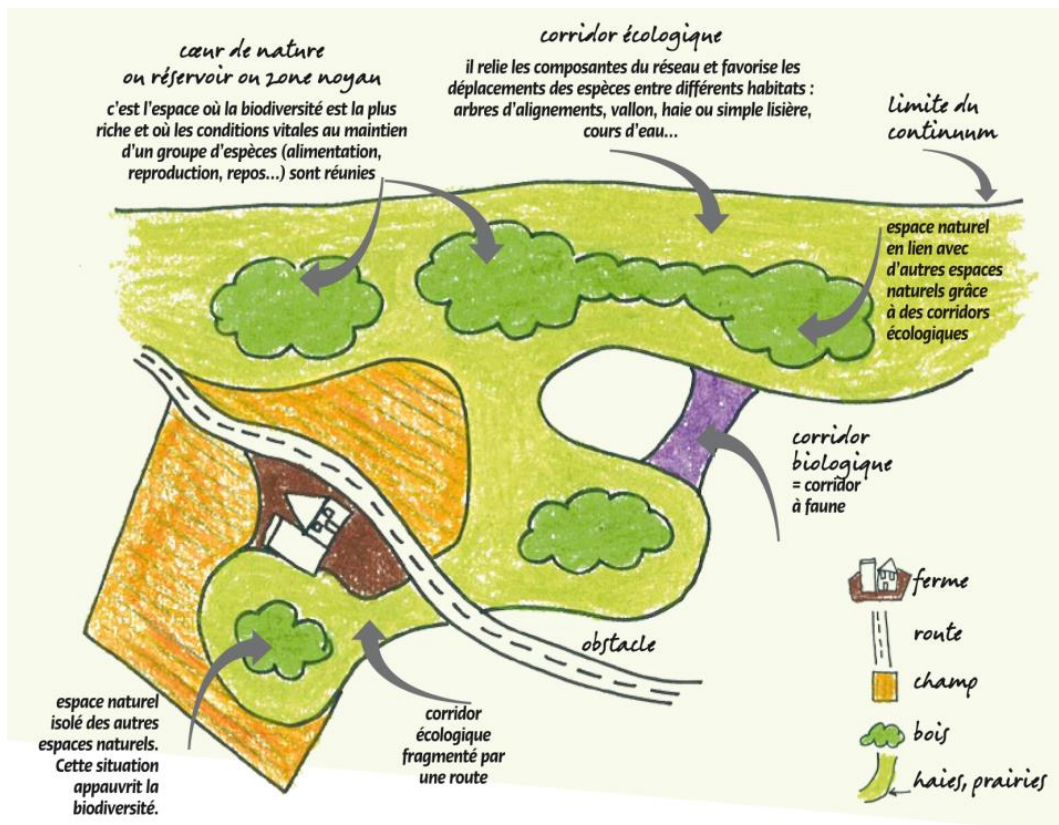 cœur de nature
ou réservoir ou zone noyau
c'est l'espace où la biodiversité est la plus
riche et où les conditions vitales au maintien
d'un groupe d'espèces (alimentation,
reproduction, repos...) sont réunies
corridor écologique
il relie les composantes du réseau et favorise les
déplacements des espèces entre différents habitats :
arbres d'alignements, vallon, haie ou simple lisière,
cours d'eau...
limite du
continuum
espace naturel
en lien avec
d'autres espaces
naturels grâce
à des corridors
écologiques
corridor
biologique
= corridor
à faune
obstacle
espace naturel
isolé des autres
espaces naturels.
Cette situation
appauvrit la
biodiversité.
corridor
écologique
fragmenté par
une route
ferme
route
champ
bois
haies, prairies